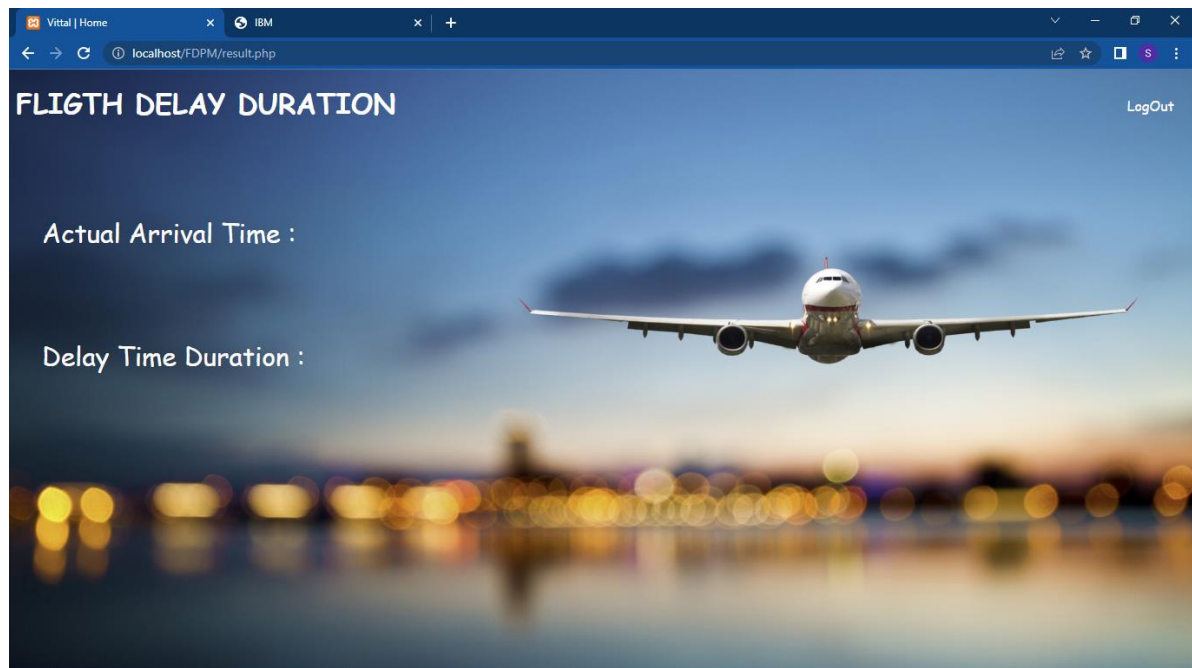 Vittal | Home
IBM
localhost/FDPM/result.php
S
FLIGTH DELAY DURATION
LogOut
Actual Arrival Time :
Delay Time Duration :